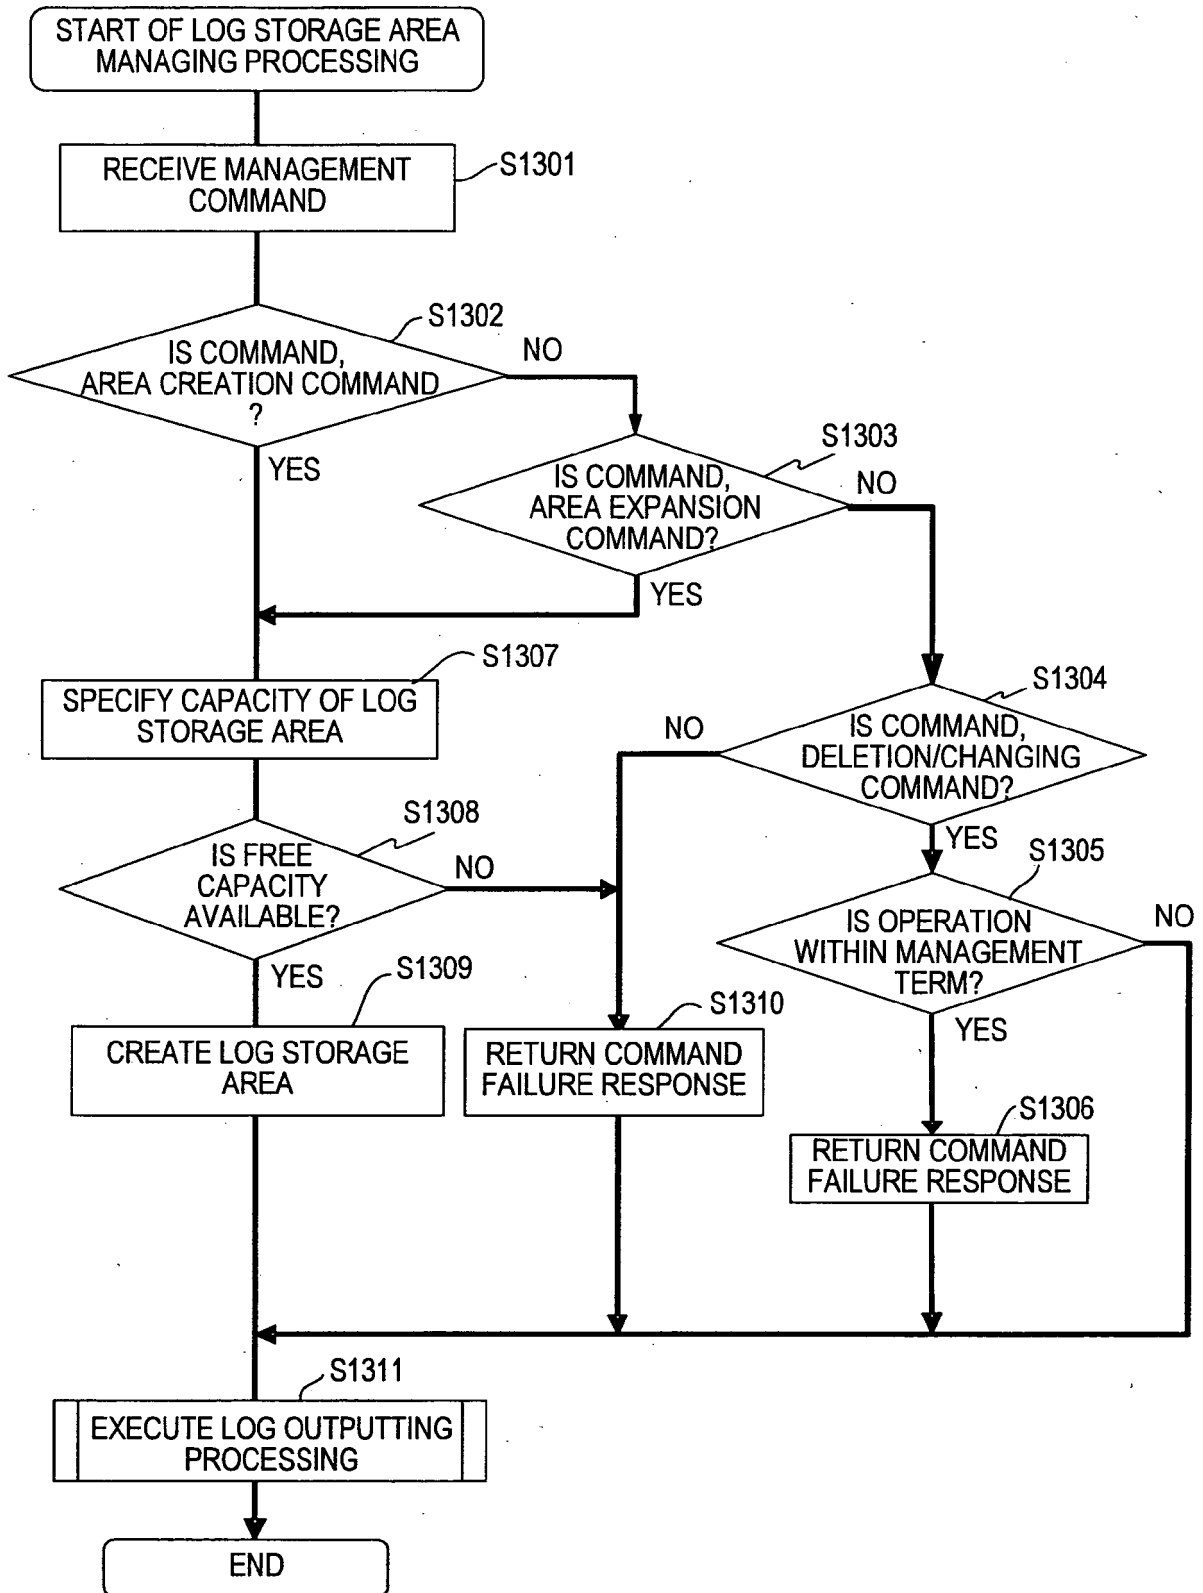 START OF LOG STORAGE AREA
MANAGING PROCESSING
RECEIVE MANAGEMENT
COMMAND
S1301
S1302
IS COMMAND,
AREA CREATION COMMAND
?
NO
YES
S1303
IS COMMAND,
AREA EXPANSION
COMMAND?
NO
YES
S1307
SPECIFY CAPACITY OF LOG
STORAGE AREA
S1304
IS COMMAND,
DELETION/CHANGING
COMMAND?
NO
YES
S1308
IS FREE
CAPACITY
AVAILABLE?
NO
YES
S1305
IS OPERATION
WITHIN MANAGEMENT
TERM?
NO
YES
S1309
CREATE LOG STORAGE
AREA
S1310
RETURN COMMAND
FAILURE RESPONSE
S1306
RETURN COMMAND
FAILURE RESPONSE
S1311
EXECUTE LOG OUTPUTTING
PROCESSING
END